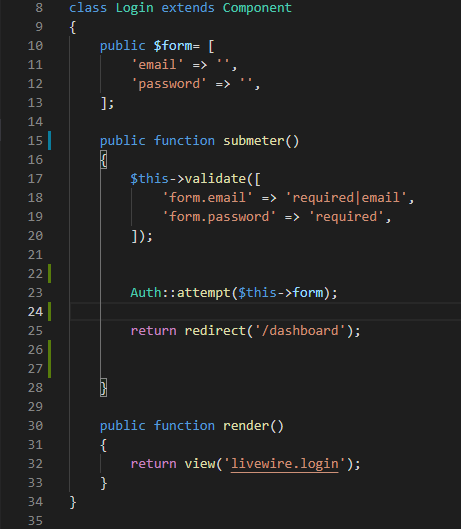 8 class Login extends Component
9 {
10     public $form= [
11         'email' => '',
12         'password' => '',
13     ];
14
15     public function submeter()
16     {
17         $this->validate([
18             'form.email' => 'required|email',
19             'form.password' => 'required',
20         ]);
21
22
23         Auth::attempt($this->form);
24
25         return redirect('/dashboard');
26
27
28     }
29
30     public function render()
31     {
32         return view('livewire.login');
33     }
34 }
35